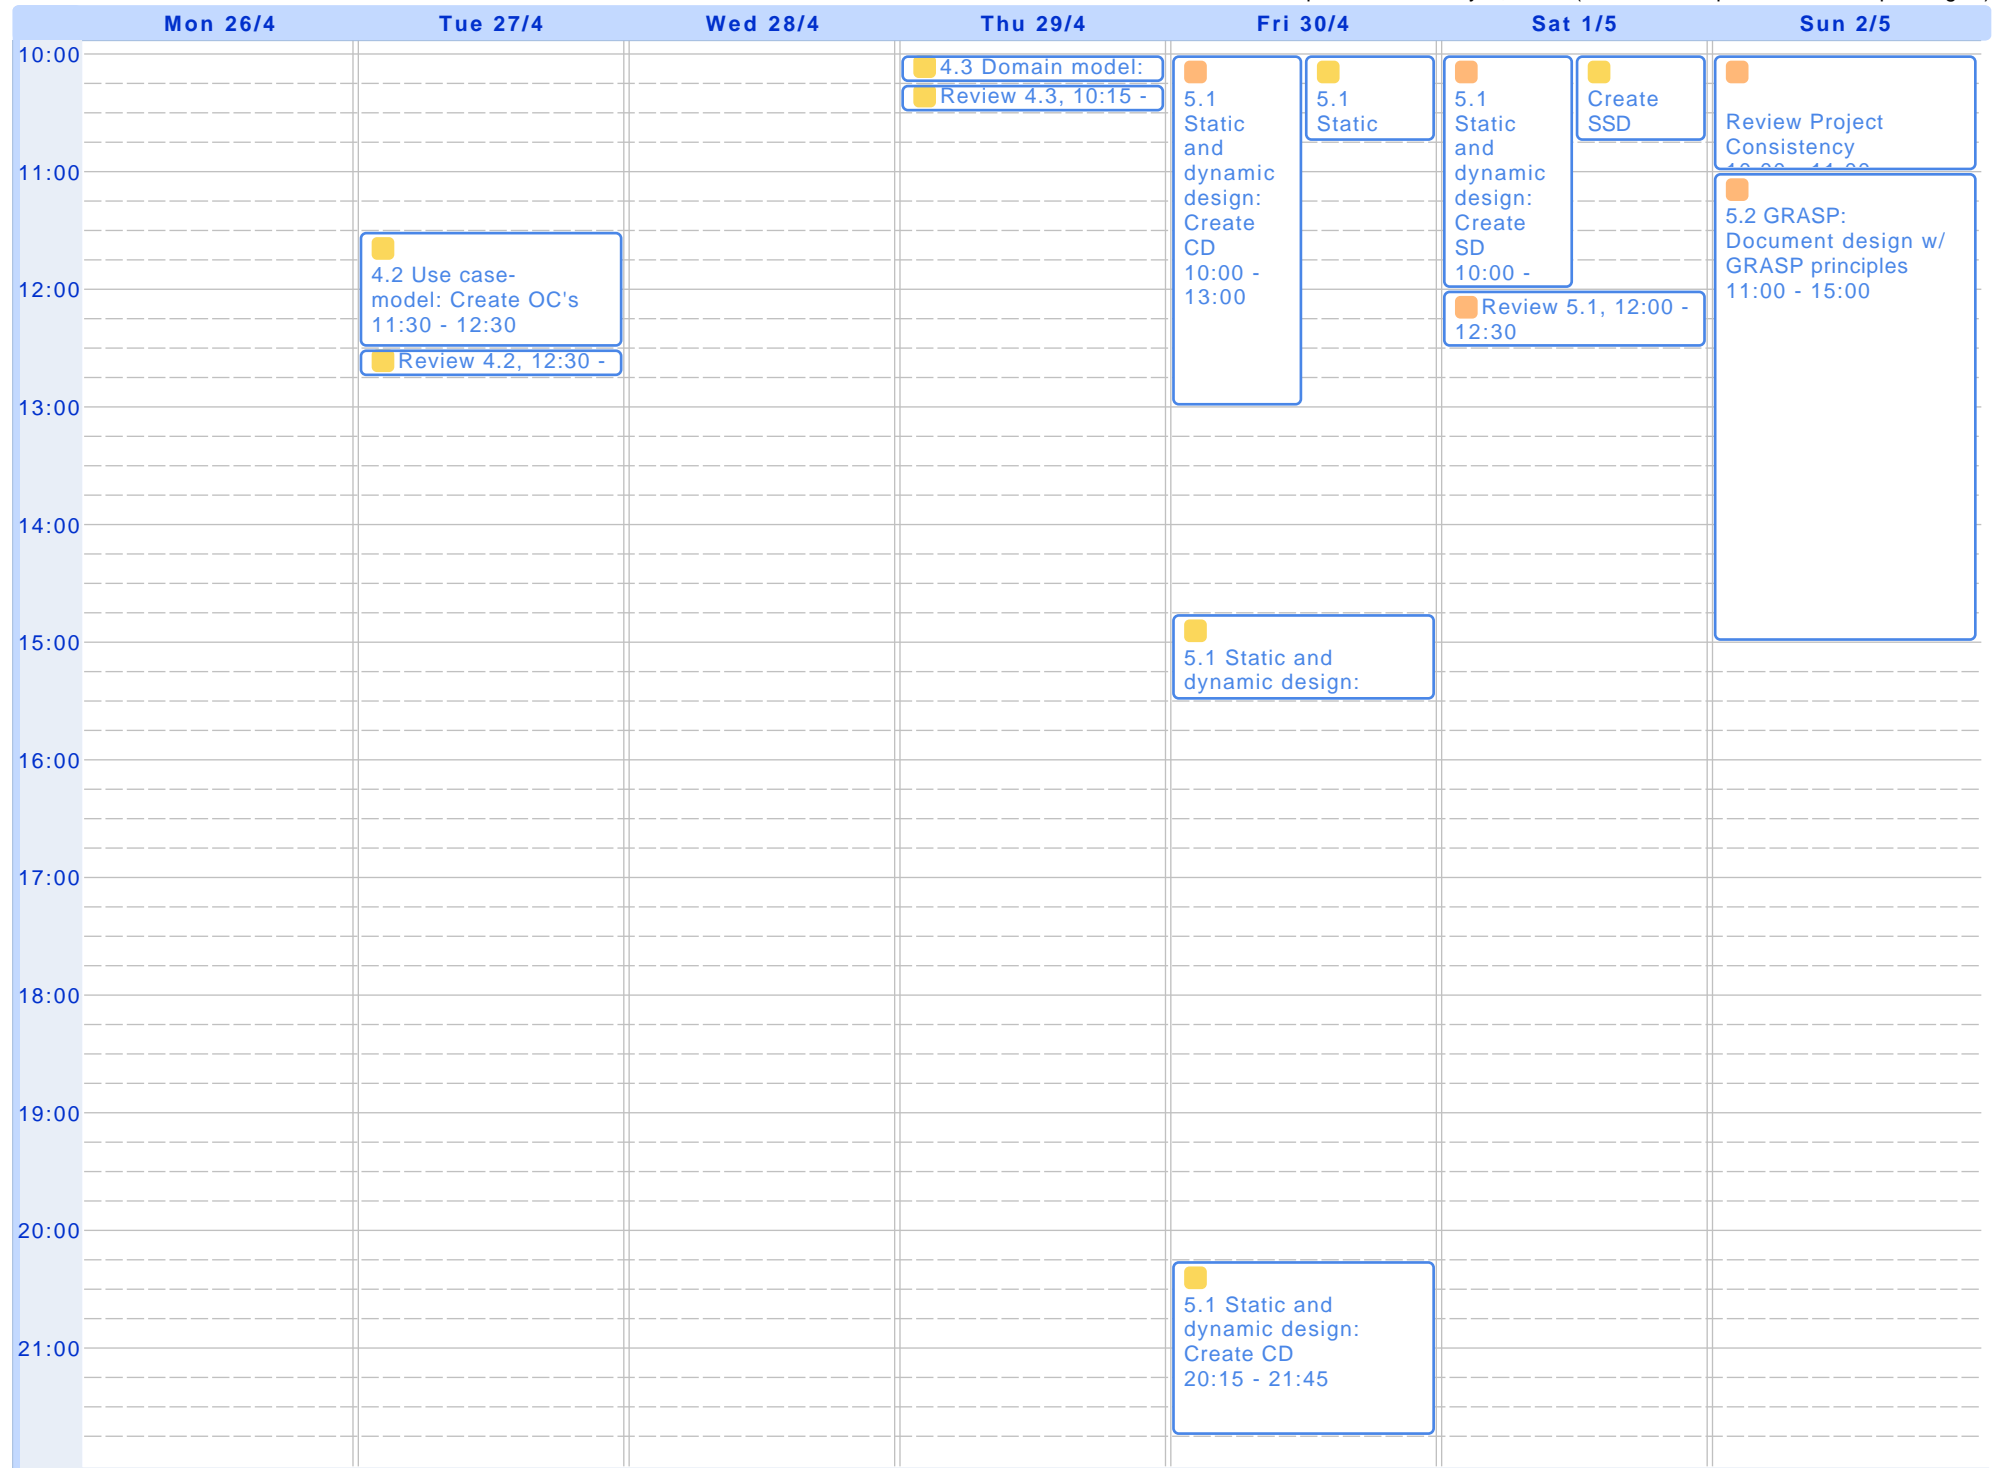 Mon 26/4
Tue 27/4
Wed 28/4
Thu 29/4
Fri 30/4
Sat 1/5
Sun 2/5
10:00
11:00
12:00
13:00
14:00
15:00
16:00
17:00
18:00
19:00
20:00
21:00
4.2 Use case-
model: Create OC's
11:30 - 12:30
Review 4.2, 12:30 -
4.3 Domain model:
Review 4.3, 10:15 -
5.1
Static
and
dynamic
design:
Create
CD
10:00 -
13:00
5.1
Static
5.1 Static and
dynamic design:
5.1 Static and
dynamic design:
Create CD
20:15 - 21:45
5.1
Static
and
dynamic
design:
Create
SD
10:00 -
Create
SSD
Review 5.1, 12:00 -
12:30
Review Project
Consistency
5.2 GRASP:
Document design w/
GRASP principles
11:00 - 15:00